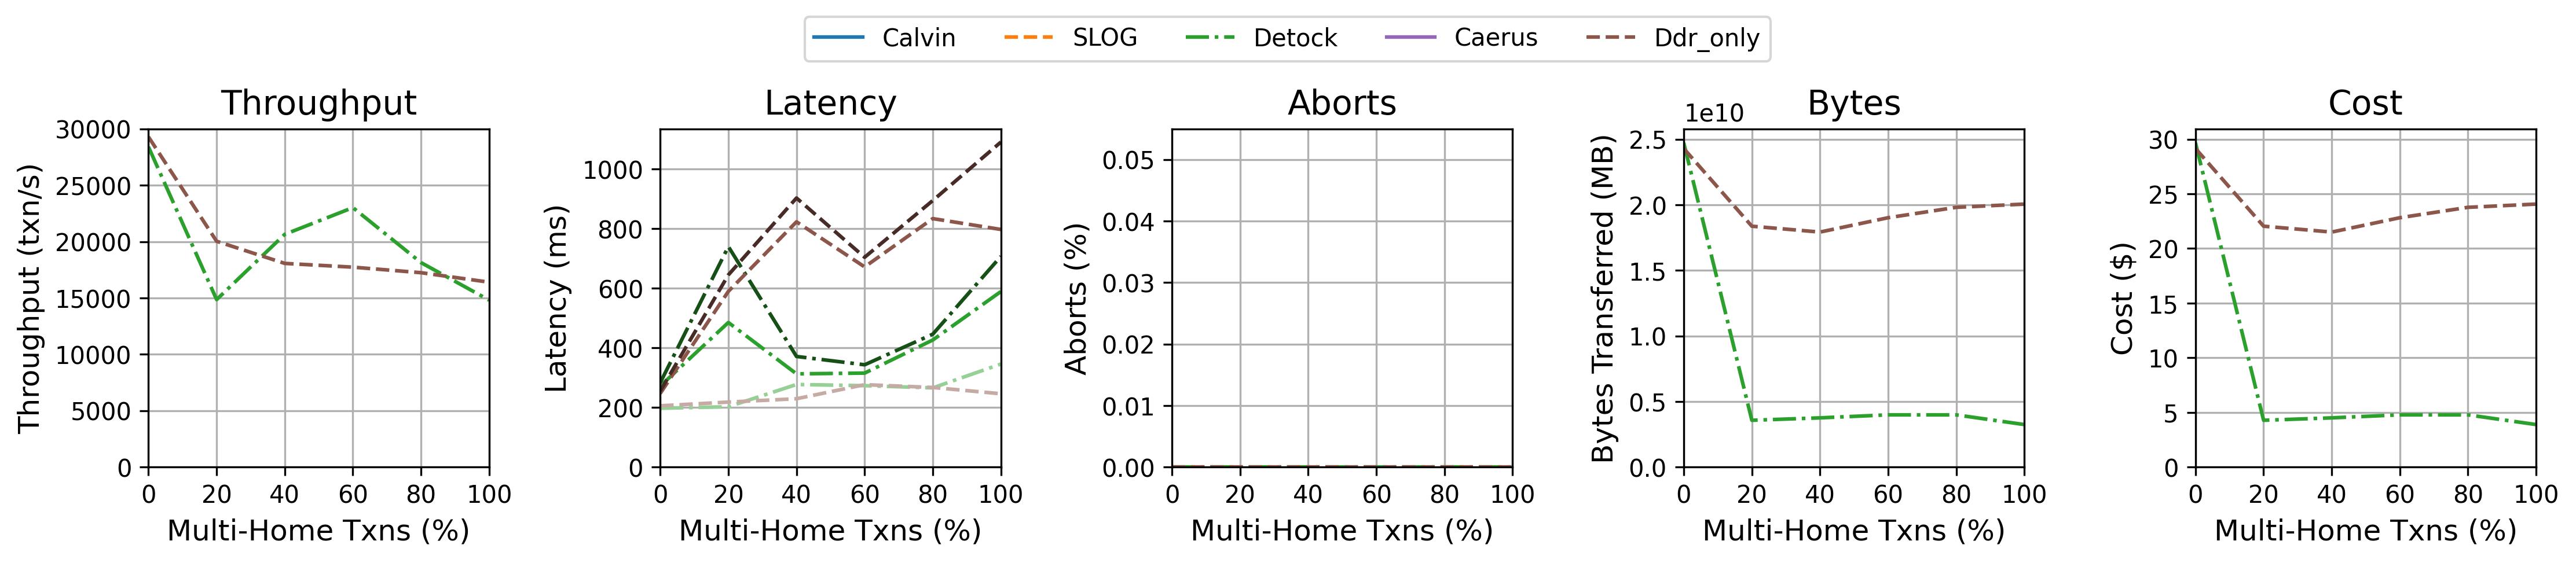 Calvin SLOG Detock Caerus Ddr_only
Throughput Latency Aborts Bytes Cost
1e10
Throughput (txn/s)
30000
25000
20000
15000
10000
5000
0
0 20 40 60 80 100
Multi-Home Txns (%)
Latency (ms)
1000
800
600
400
200
0
0 20 40 60 80 100
Multi-Home Txns (%)
Aborts (%)
0.05
0.04
0.03
0.02
0.01
0.00
0 20 40 60 80 100
Multi-Home Txns (%)
Bytes Transferred (MB)
2.5
2.0
1.5
1.0
0.5
0.0
0 20 40 60 80 100
Multi-Home Txns (%)
Cost ($)
30
25
20
15
10
5
0
0 20 40 60 80 100
Multi-Home Txns (%)